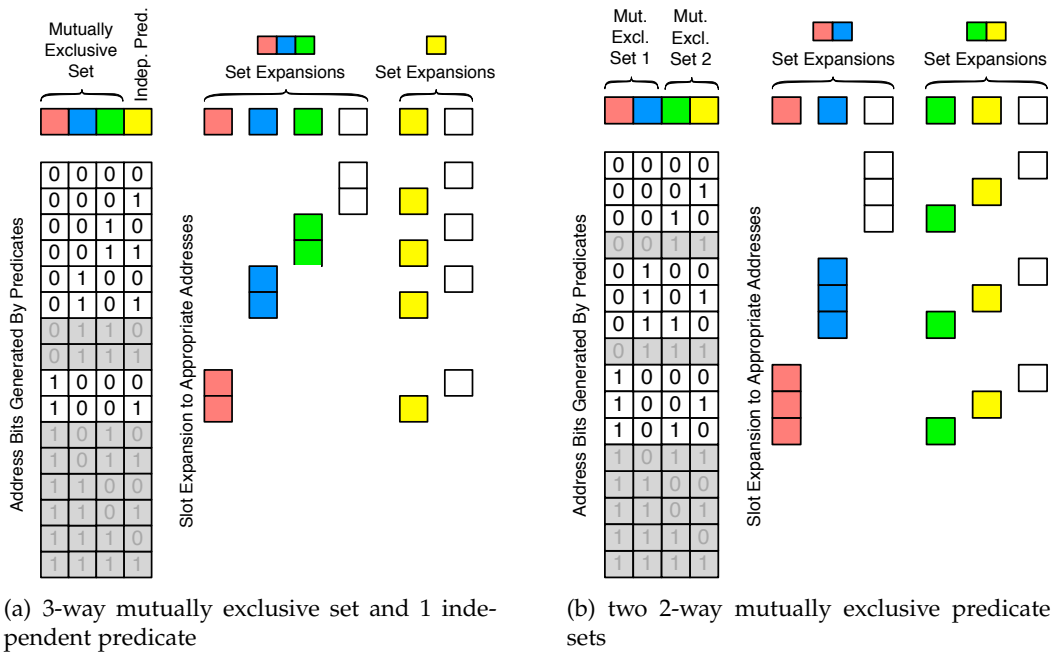 Mutually
Exclusive
Set
Indep. Pred.
Set Expansions
Set Expansions
Address Bits Generated By Predicates
0 0 0 0
0 0 0 1
0 0 1 0
0 0 1 1
0 1 0 0
0 1 0 1
0 1 1 0
0 1 1 1
1 0 0 0
1 0 0 1
1 0 1 0
1 0 1 1
1 1 0 0
1 1 0 1
1 1 1 0
1 1 1 1
Slot Expansion to Appropriate Addresses
(a) 3-way mutually exclusive set and 1 inde-
pendent predicate
Mut.
Excl.
Set 1
Mut.
Excl.
Set 2
Set Expansions
Set Expansions
Address Bits Generated By Predicates
0 0 0 0
0 0 0 1
0 0 1 0
0 0 1 1
0 1 0 0
0 1 0 1
0 1 1 0
0 1 1 1
1 0 0 0
1 0 0 1
1 0 1 0
1 0 1 1
1 1 0 0
1 1 0 1
1 1 1 0
1 1 1 1
Slot Expansion to Appropriate Addresses
(b) two 2-way mutually exclusive predicate
sets